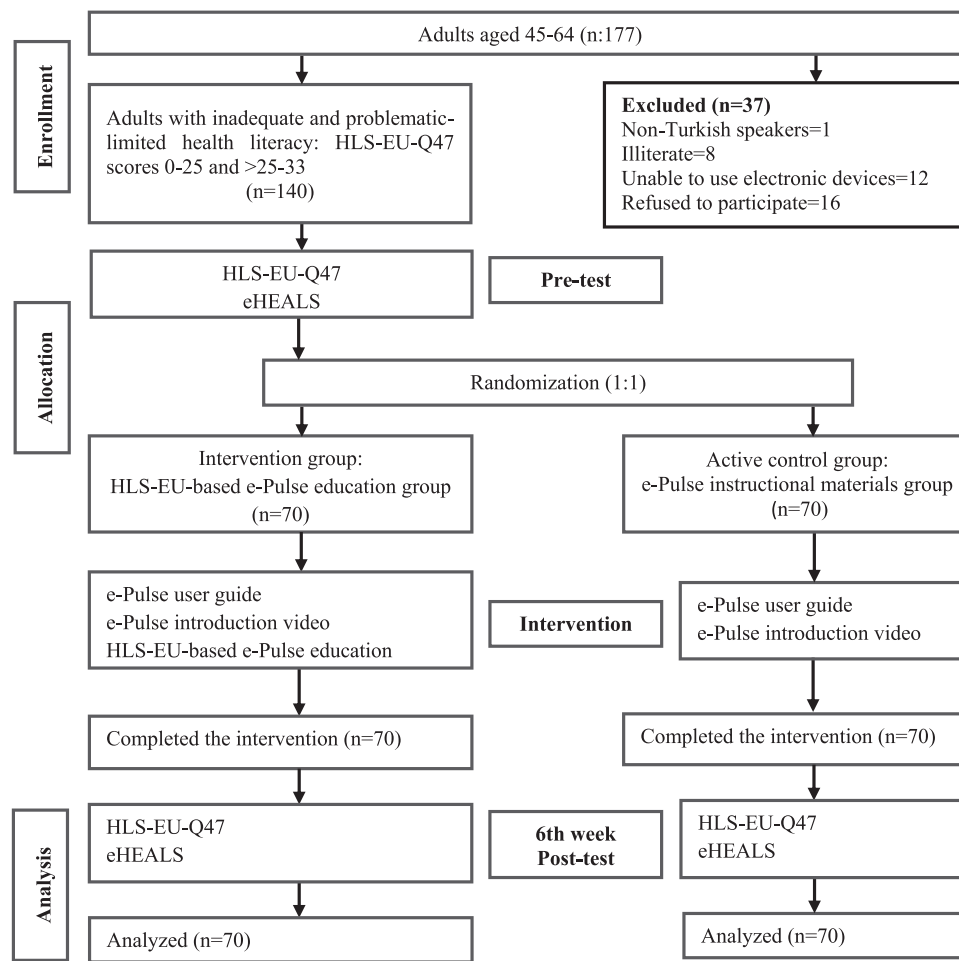 Adults aged 45-64 (n:177)
Enrollment
Adults with inadequate and problematic-
limited health literacy: HLS-EU-Q47
scores 0-25 and >25-33
(n=140)
Excluded (n=37)
Non-Turkish speakers=1
Illiterate=8
Unable to use electronic devices=12
Refused to participate=16
HLS-EU-Q47
eHEALS
Pre-test
Allocation
Randomization (1:1)
Intervention group:
HLS-EU-based e-Pulse education group
(n=70)
Active control group:
e-Pulse instructional materials group
(n=70)
e-Pulse user guide
e-Pulse introduction video
HLS-EU-based e-Pulse education
Intervention
e-Pulse user guide
e-Pulse introduction video
Completed the intervention (n=70)
Completed the intervention (n=70)
Analysis
HLS-EU-Q47
eHEALS
6th week
Post-test
HLS-EU-Q47
eHEALS
Analyzed (n=70)
Analyzed (n=70)